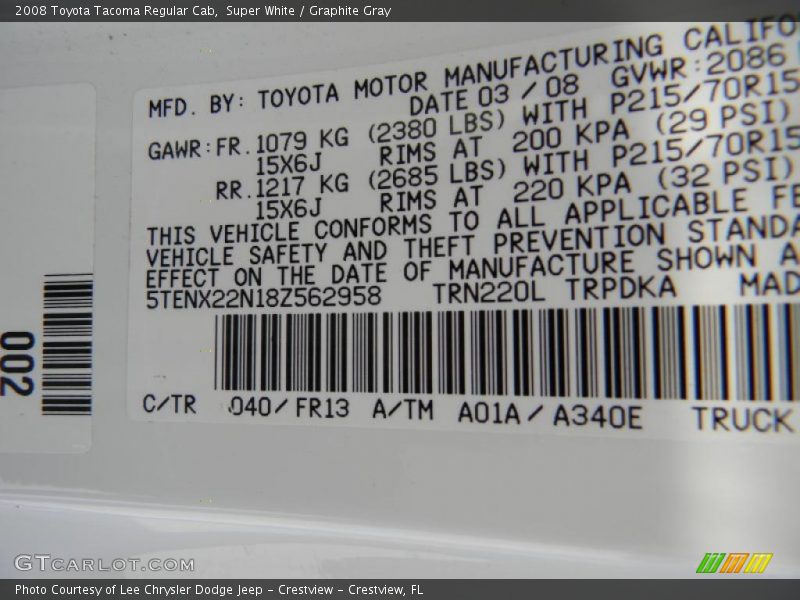 2008 Toyota Tacoma Regular Cab,  Super White / Graphite Gray
MFD. BY: TOYOTA MOTOR MANUFACTURING CALIFO
DATE 03 / 08 GVWR:2086
GAWR:FR.1079 KG (2380 LBS) WITH P215/70R15
15X6J RIMS AT 200 KPA (29 PSI)
RR.1217 KG (2685 LBS) WITH P215/70R15
15X6J RIMS AT 220 KPA (32 PSI)
THIS VEHICLE CONFORMS TO ALL APPLICABLE FE
VEHICLE SAFETY AND THEFT PREVENTION STANDA
EFFECT ON THE DATE OF MANUFACTURE SHOWN A
5TENX22N18Z562958 TRN220L TRPDKA MAD
002
C/TR 040/FR13 A/TM A01A/A340E TRUCK
GTCARLOT.COM
Photo Courtesy of Lee Chrysler Dodge Jeep - Crestview - Crestview, FL